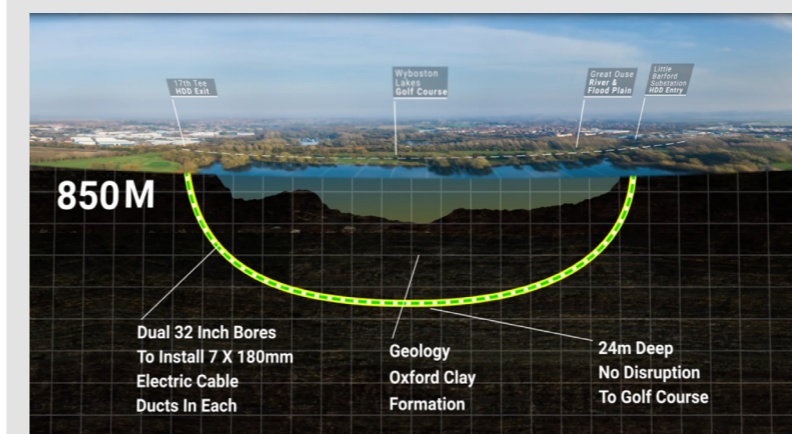 17th Tee
HDD Exit
Wyboston
Lakes
Golf Course
Great Ouse
River &
Flood Plain
Little
Barford
Substation
HDD Entry
850M
Dual 32 Inch Bores
To Install 7 X 180mm
Electric Cable
Ducts In Each
Geology
Oxford Clay
Formation
24m Deep
No Disruption
To Golf Course